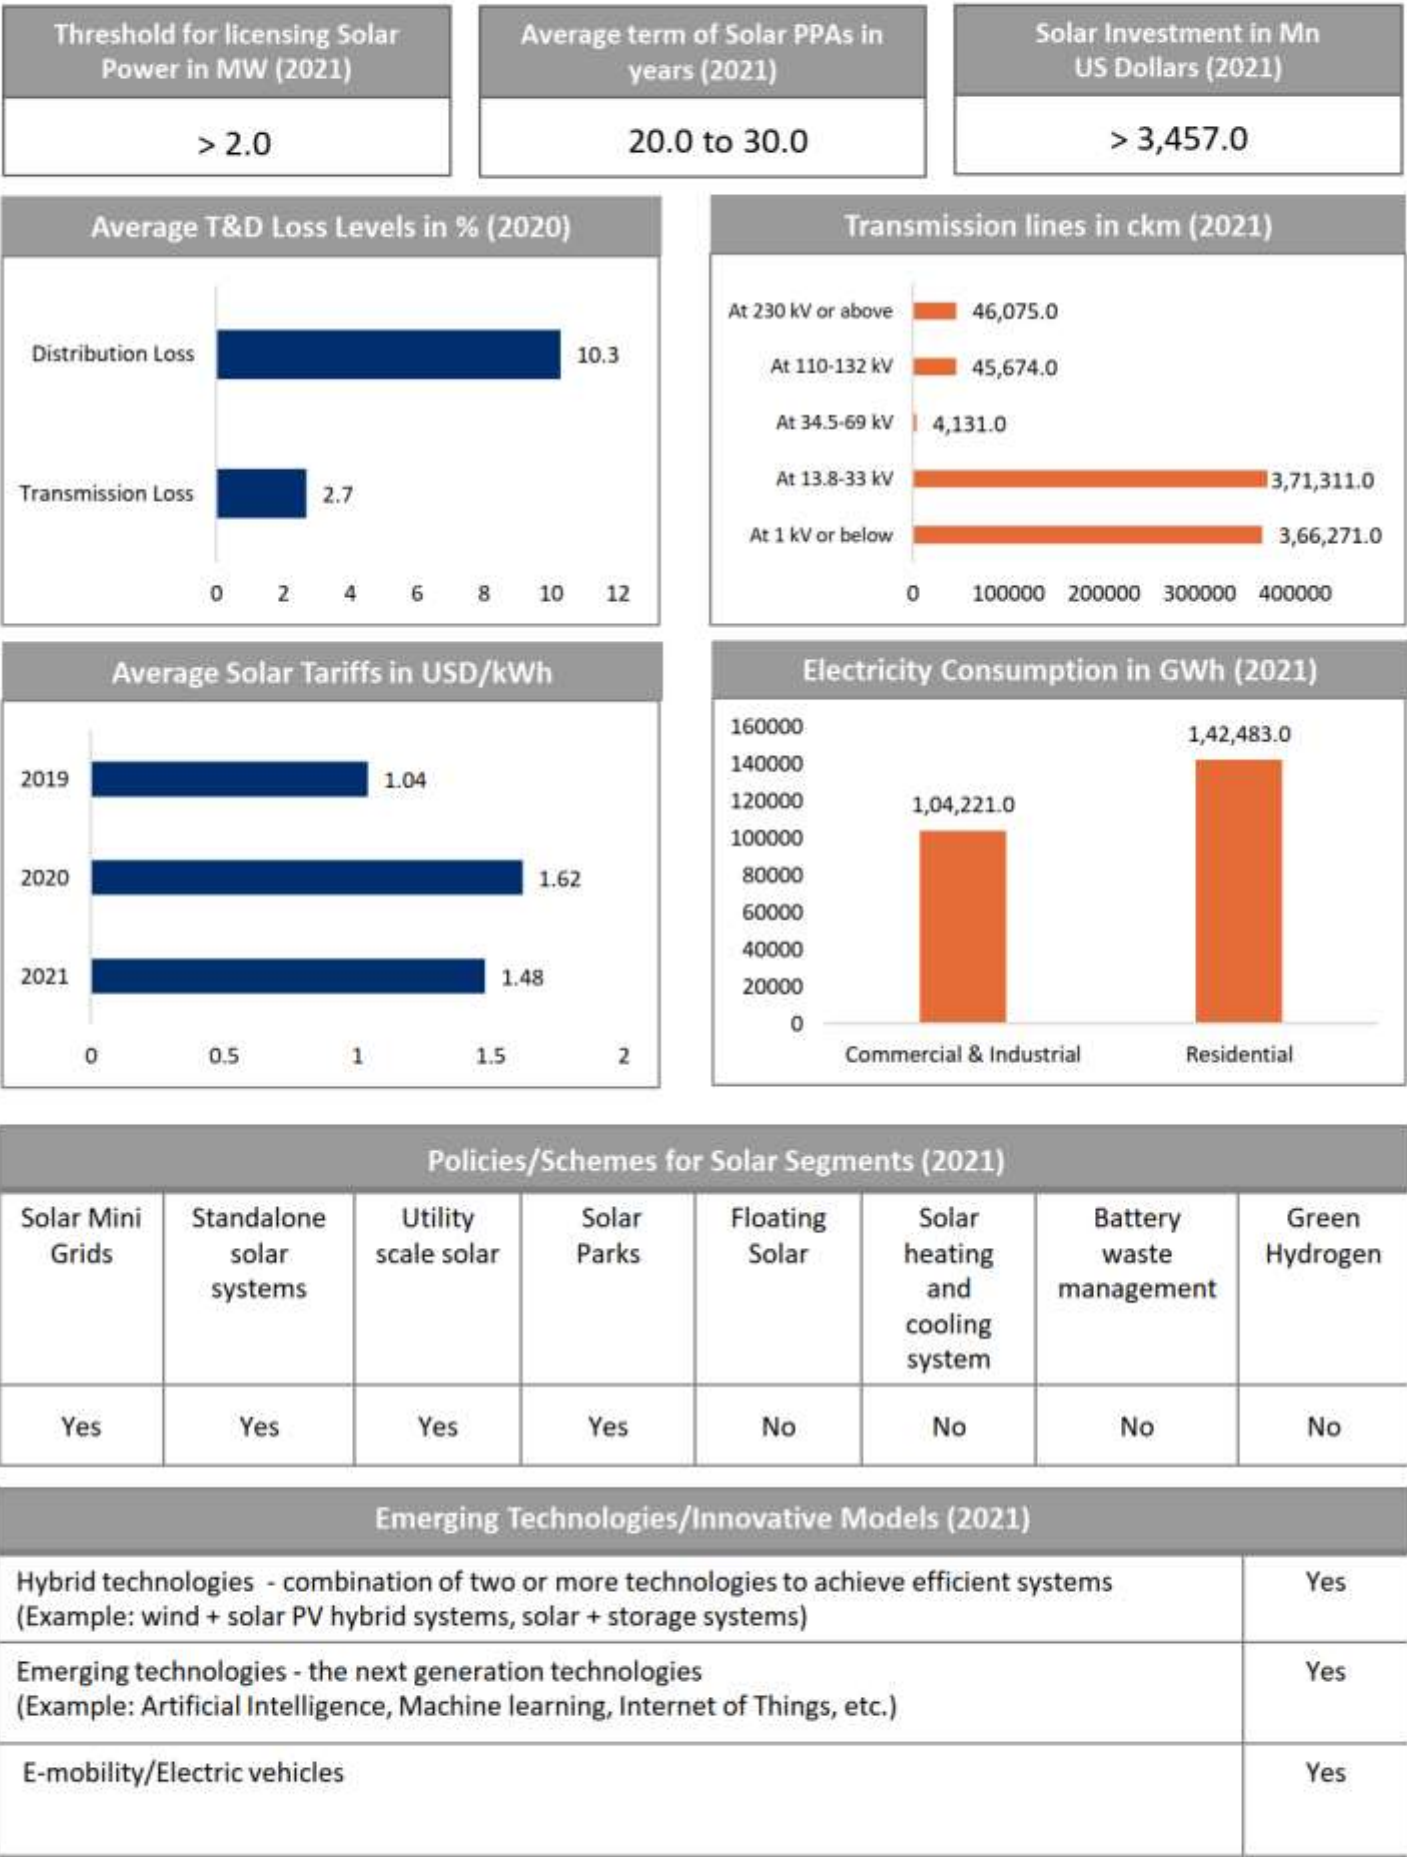 Threshold for licensing Solar
Power in MW (2021)
> 2.0
Average term of Solar PPAs in
years (2021)
20.0 to 30.0
Solar Investment in Mn
US Dollars (2021)
> 3,457.0
Average T&D Loss Levels in % (2020)
Distribution Loss
10.3
Transmission Loss
2.7
0 2 4 6 8 10 12
Transmission lines in ckm (2021)
At 230 kV or above
46,075.0
At 110-132 kV
45,674.0
At 34.5-69 kV
4,131.0
At 13.8-33 kV
3,71,311.0
At 1 kV or below
3,66,271.0
0 100000 200000 300000 400000
Average Solar Tariffs in USD/kWh
2019
1.04
2020
1.62
2021
1.48
0 0.5 1 1.5 2
Electricity Consumption in GWh (2021)
160000
140000
120000
100000
80000
60000
40000
20000
0
1,04,221.0
1,42,483.0
Commercial & Industrial
Residential
Policies/Schemes for Solar Segments (2021)
Solar Mini
Grids
Standalone
solar
systems
Utility
scale solar
Solar
Parks
Floating
Solar
Solar
heating
and
cooling
system
Battery
waste
management
Green
Hydrogen
Yes Yes Yes Yes No No No No
Emerging Technologies/Innovative Models (2021)
Hybrid technologies - combination of two or more technologies to achieve efficient systems
(Example: wind + solar PV hybrid systems, solar + storage systems)
Yes
Emerging technologies - the next generation technologies
(Example: Artificial Intelligence, Machine learning, Internet of Things, etc.)
Yes
E-mobility/Electric vehicles
Yes